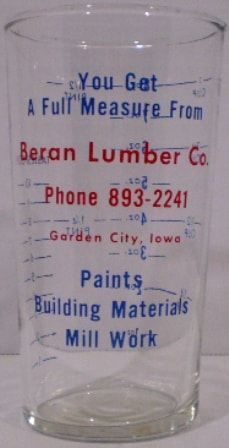 You Get
A Full Measure From
Beran Lumber Co.
Phone 893-2241
Garden City, Iowa
Paints
Building Materials
Mill Work